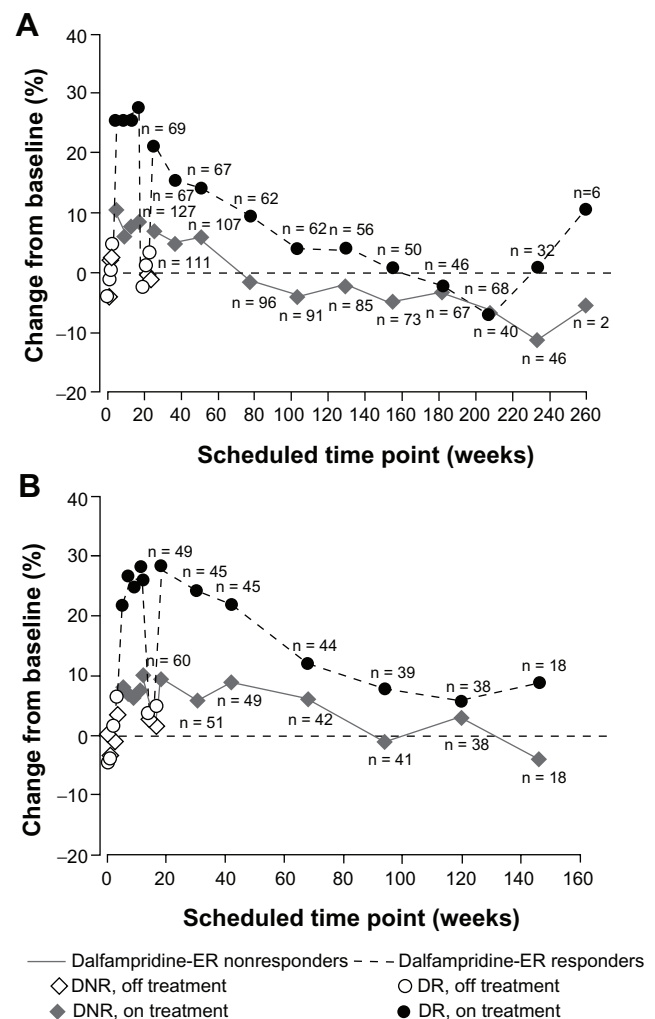 A
Change from baseline (%)
40
30
20
10
0
–10
–20
n = 69
n = 67
n = 67
n = 127
n = 107
n = 62
n = 111
n = 62
n = 56
n = 50
n = 46
n = 68
n = 32
n=6
n = 96
n = 91
n = 85
n = 73
n = 67
n = 40
n = 46
n = 2
0 20 40 60 80 100 120 140 160 180 200 220 240 260
Scheduled time point (weeks)
B
Change from baseline (%)
40
30
20
10
0
–10
–20
n = 49
n = 45
n = 45
n = 44
n = 39
n = 38
n = 18
n = 60
n = 51
n = 49
n = 42
n = 41
n = 38
n = 18
0 20 40 60 80 100 120 140 160
Scheduled time point (weeks)
Dalfampridine-ER nonresponders
Dalfampridine-ER responders
DNR, off treatment
DR, off treatment
DNR, on treatment
DR, on treatment